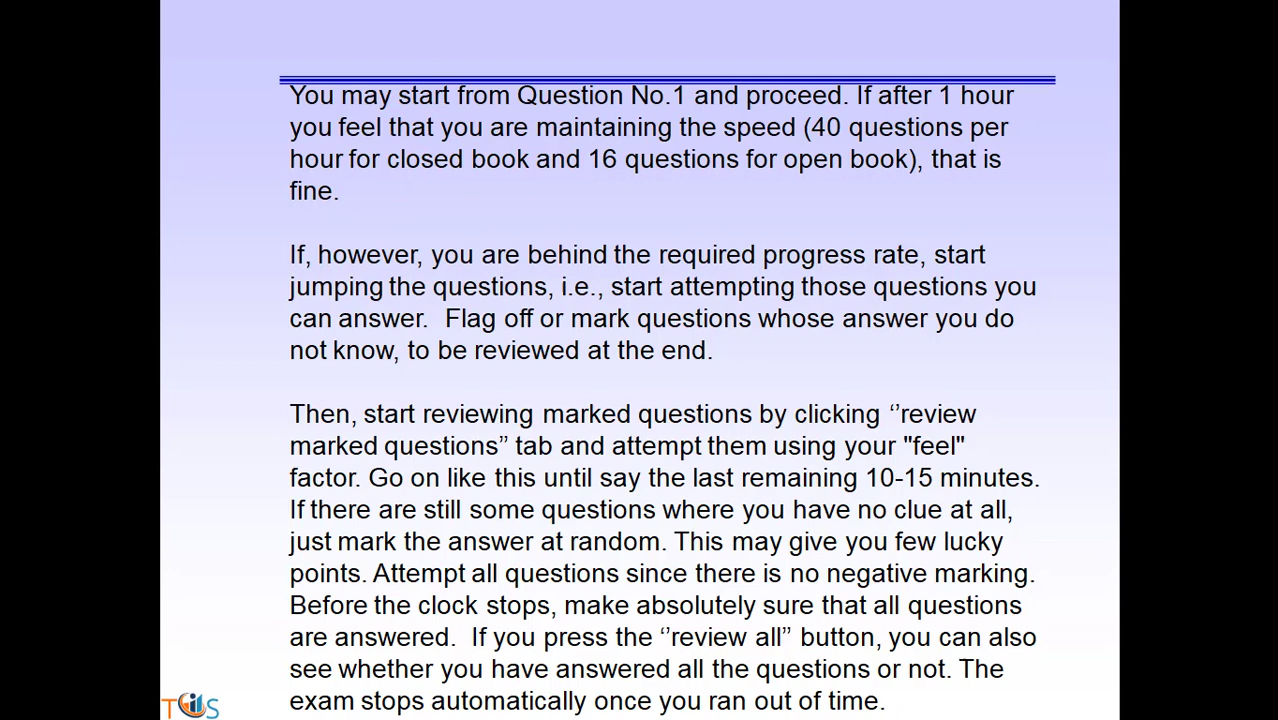 You may start from Question No.1 and proceed. If after 1 hour
you feel that you are maintaining the speed (40 questions per
hour for closed book and 16 questions for open book), that is
fine.
If, however, you are behind the required progress rate, start
jumping the questions, i.e., start attempting those questions you
can answer.  Flag off or mark questions whose answer you do
not know, to be reviewed at the end.
Then, start reviewing marked questions by clicking ‘’review
marked questions’’ tab and attempt them using your "feel"
factor. Go on like this until say the last remaining 10-15 minutes.
If there are still some questions where you have no clue at all,
just mark the answer at random. This may give you few lucky
points. Attempt all questions since there is no negative marking.
Before the clock stops, make absolutely sure that all questions
are answered.  If you press the ‘’review all’’ button, you can also
see whether you have answered all the questions or not. The
exam stops automatically once you ran out of time.